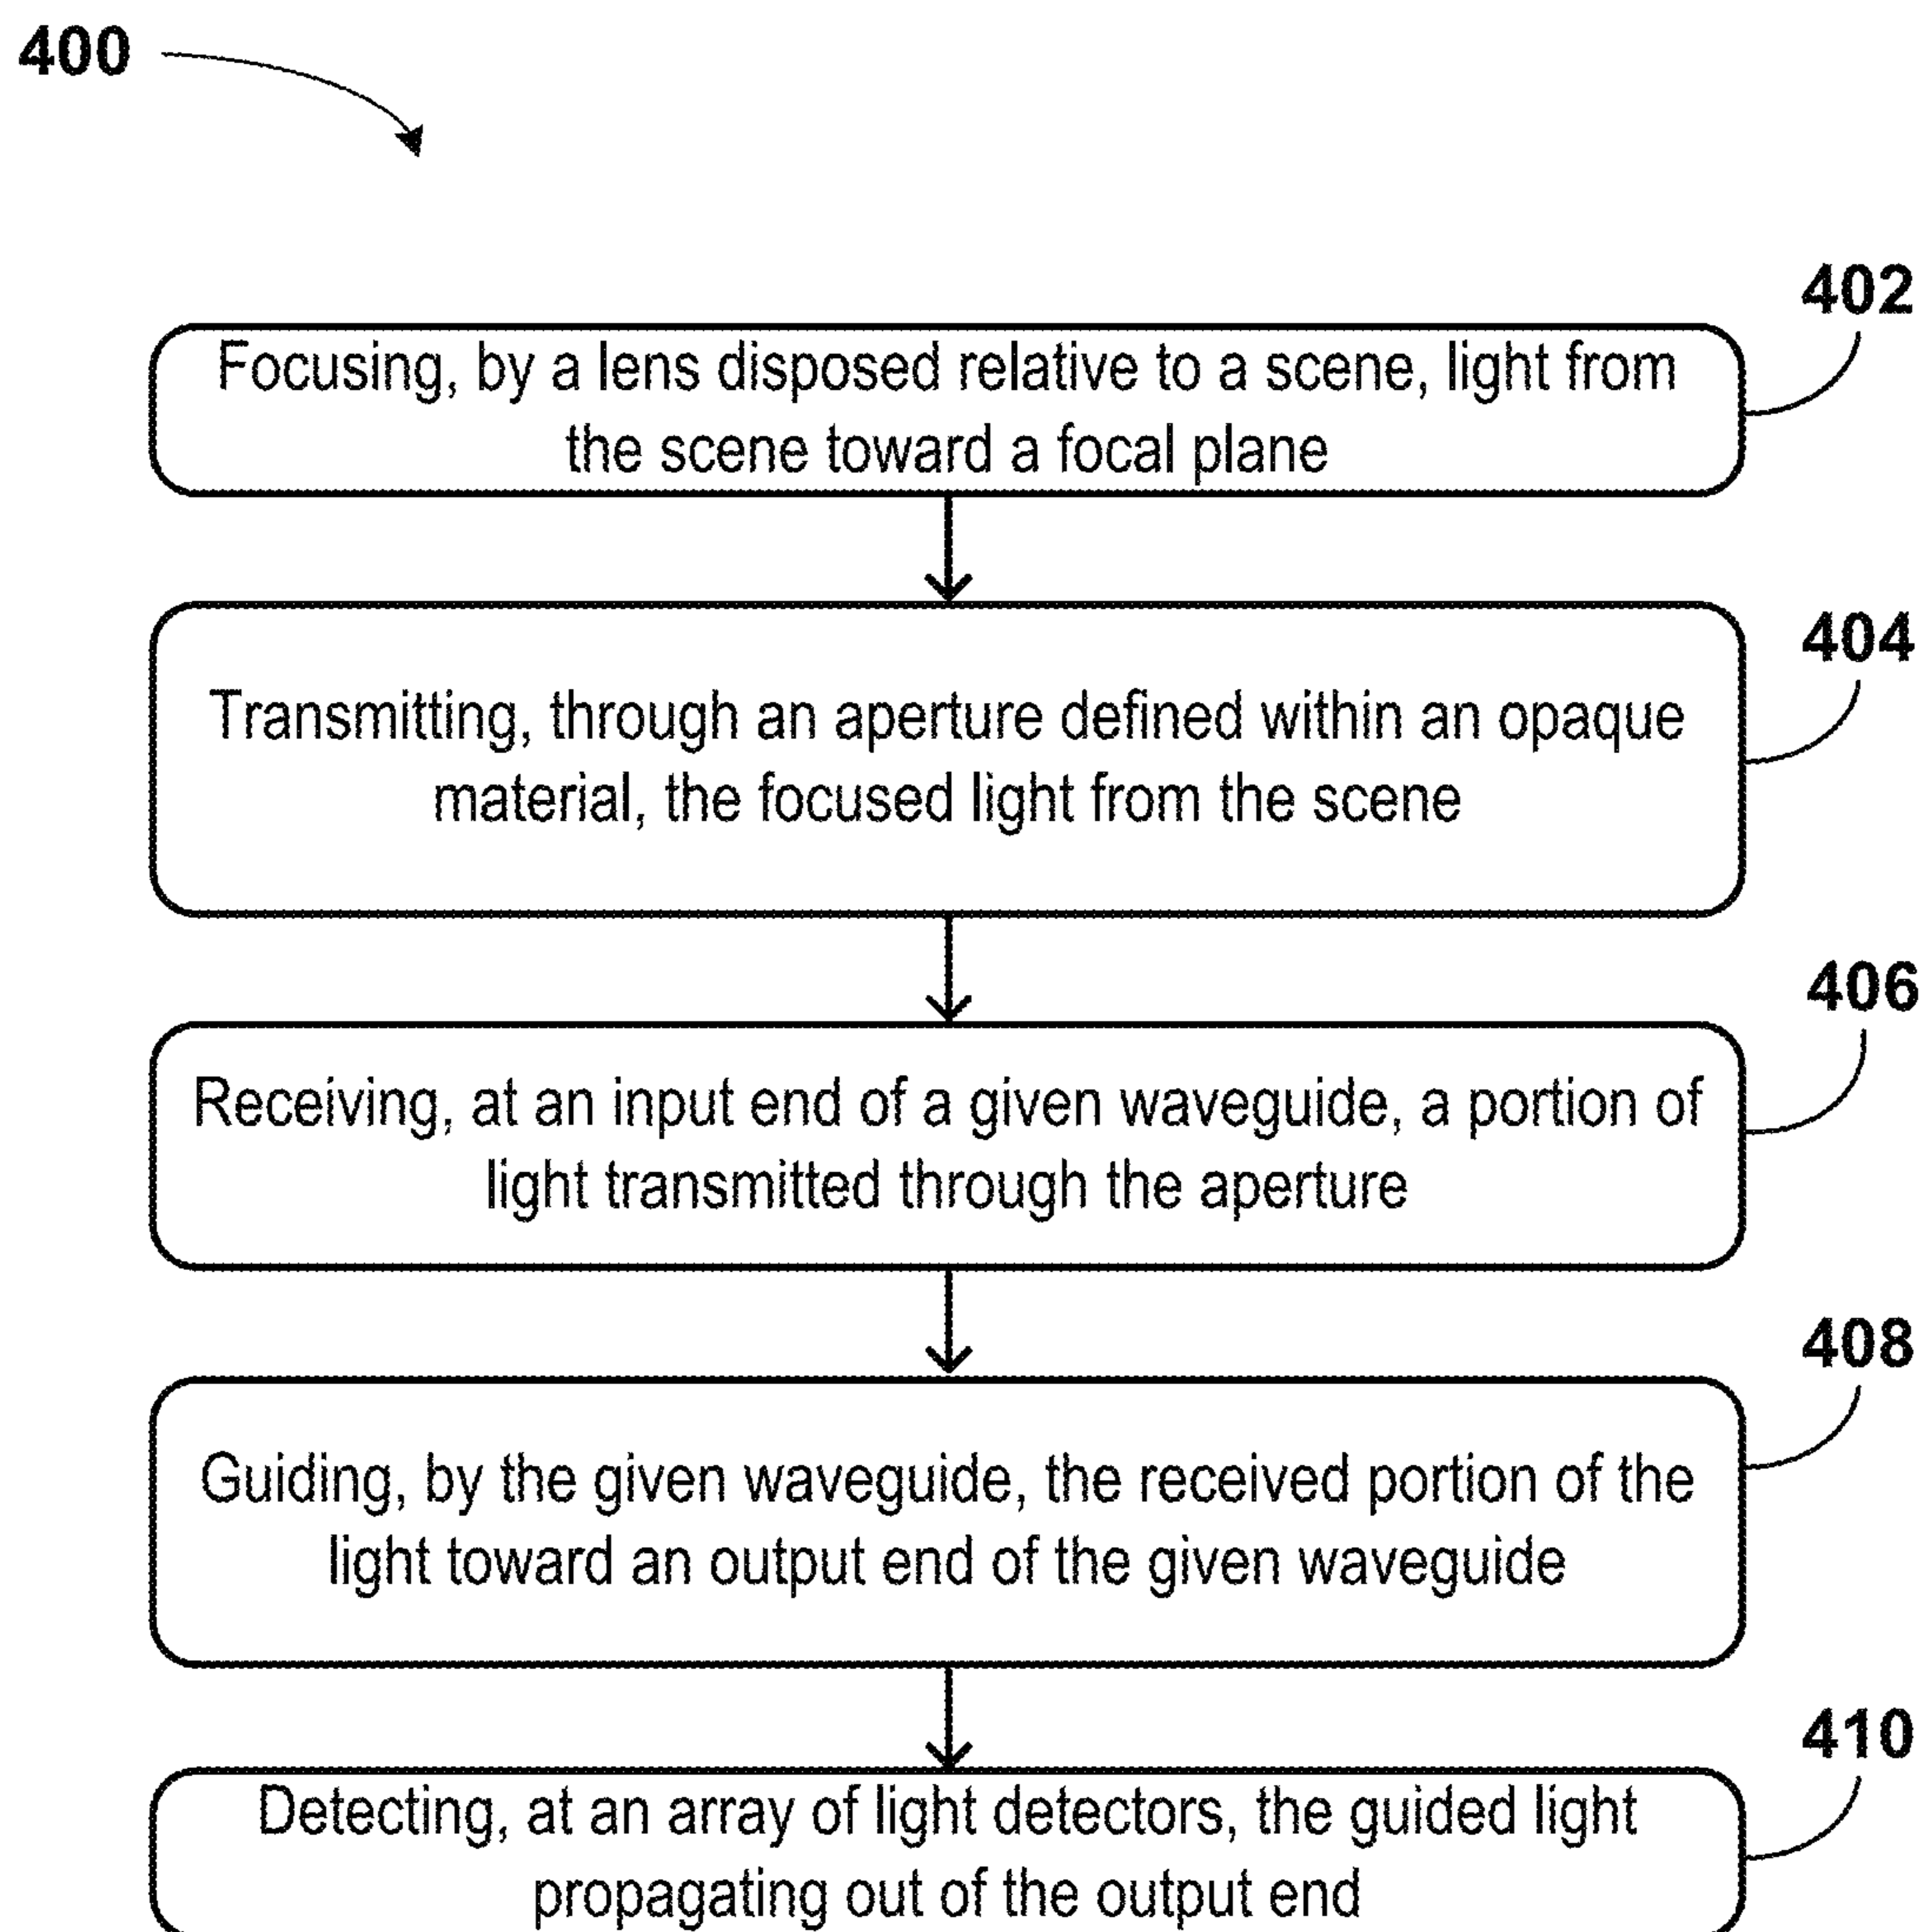 400
402
Focusing, by a lens disposed relative to a scene, light from
the scene toward a focal plane
404
Transmitting, through an aperture defined within an opaque
material, the focused light from the scene
406
Receiving, at an input end of a given waveguide, a portion of
light transmitted through the aperture
408
Guiding, by the given waveguide, the received portion of the
light toward an output end of the given waveguide
410
Detecting, at an array of light detectors, the guided light
propagating out of the output end